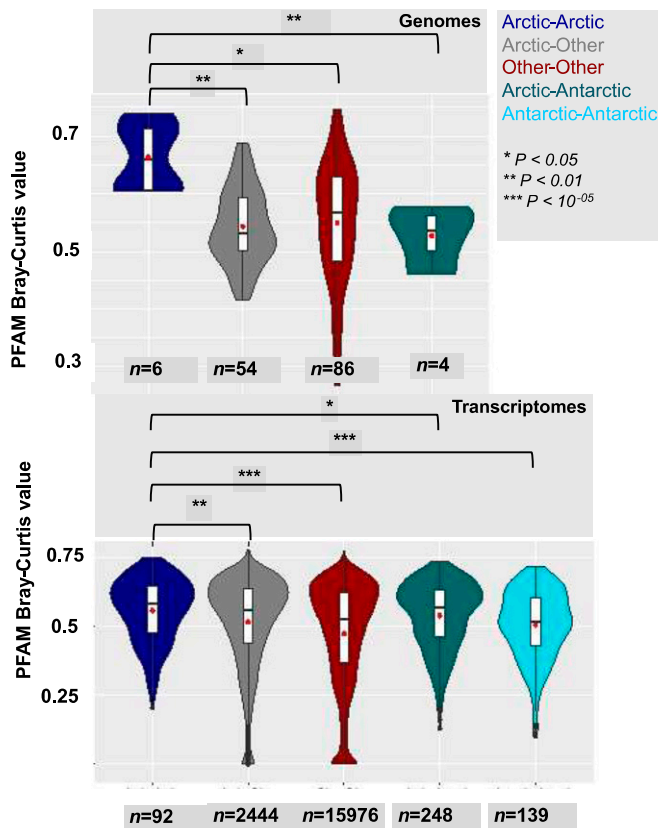 **
Genomes
*
**
Arctic-Arctic
Arctic-Other
Other-Other
Arctic-Antarctic
Antarctic-Antarctic
* P < 0.05
** P < 0.01
*** P < 10-05
PFAM Bray-Curtis value
0.7
0.5
0.3
n=6 n=54 n=86 n=4
Transcriptomes
*
***
***
**
PFAM Bray-Curtis value
0.75
0.5
0.25
n=92 n=2444 n=15976 n=248 n=139